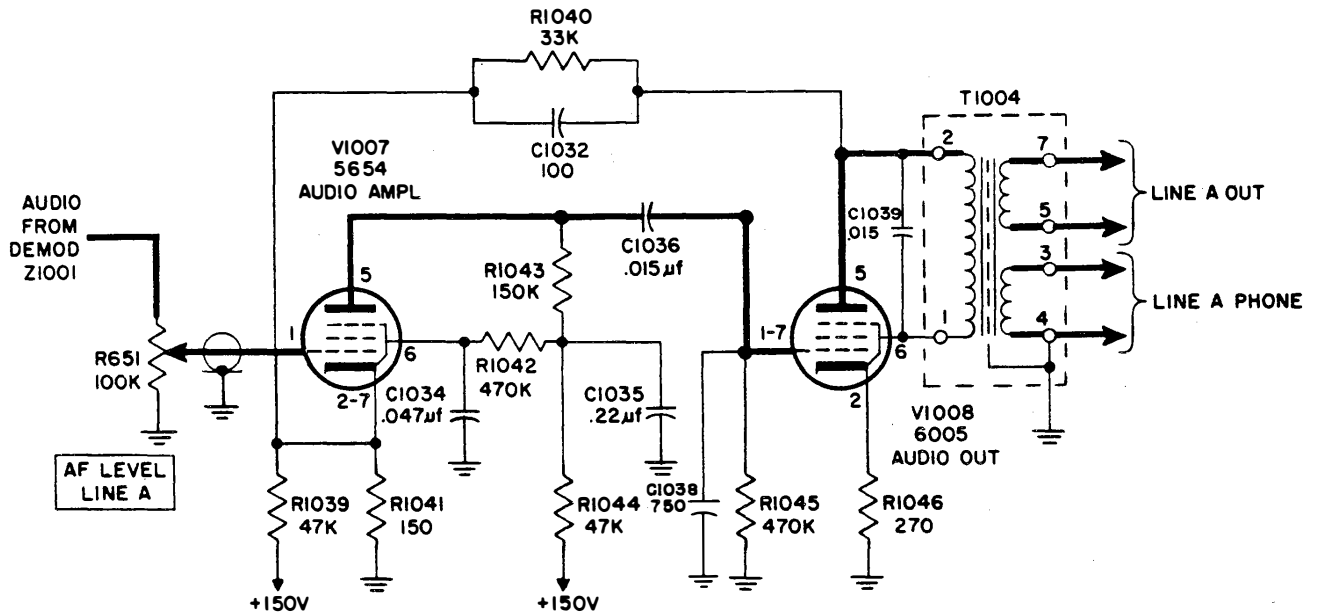 R1040
33K
C1032
100
T1004
V1007
5654
AUDIO AMPL
AUDIO
FROM
DEMOD
Z1001
R651
100K
AF LEVEL
LINE A
1
5
6
2-7
R1039
47K
+150V
R1041
150
C1034
.047µf
R1042
470K
R1043
150K
C1036
.015µf
C1035
.22µf
R1044
47K
+150V
C1038
750
R1045
470K
1-7
5
6
2
R1046
270
V1008
6005
AUDIO OUT
C1039
.015
2
1
7
5
3
4
LINE A OUT
LINE A PHONE